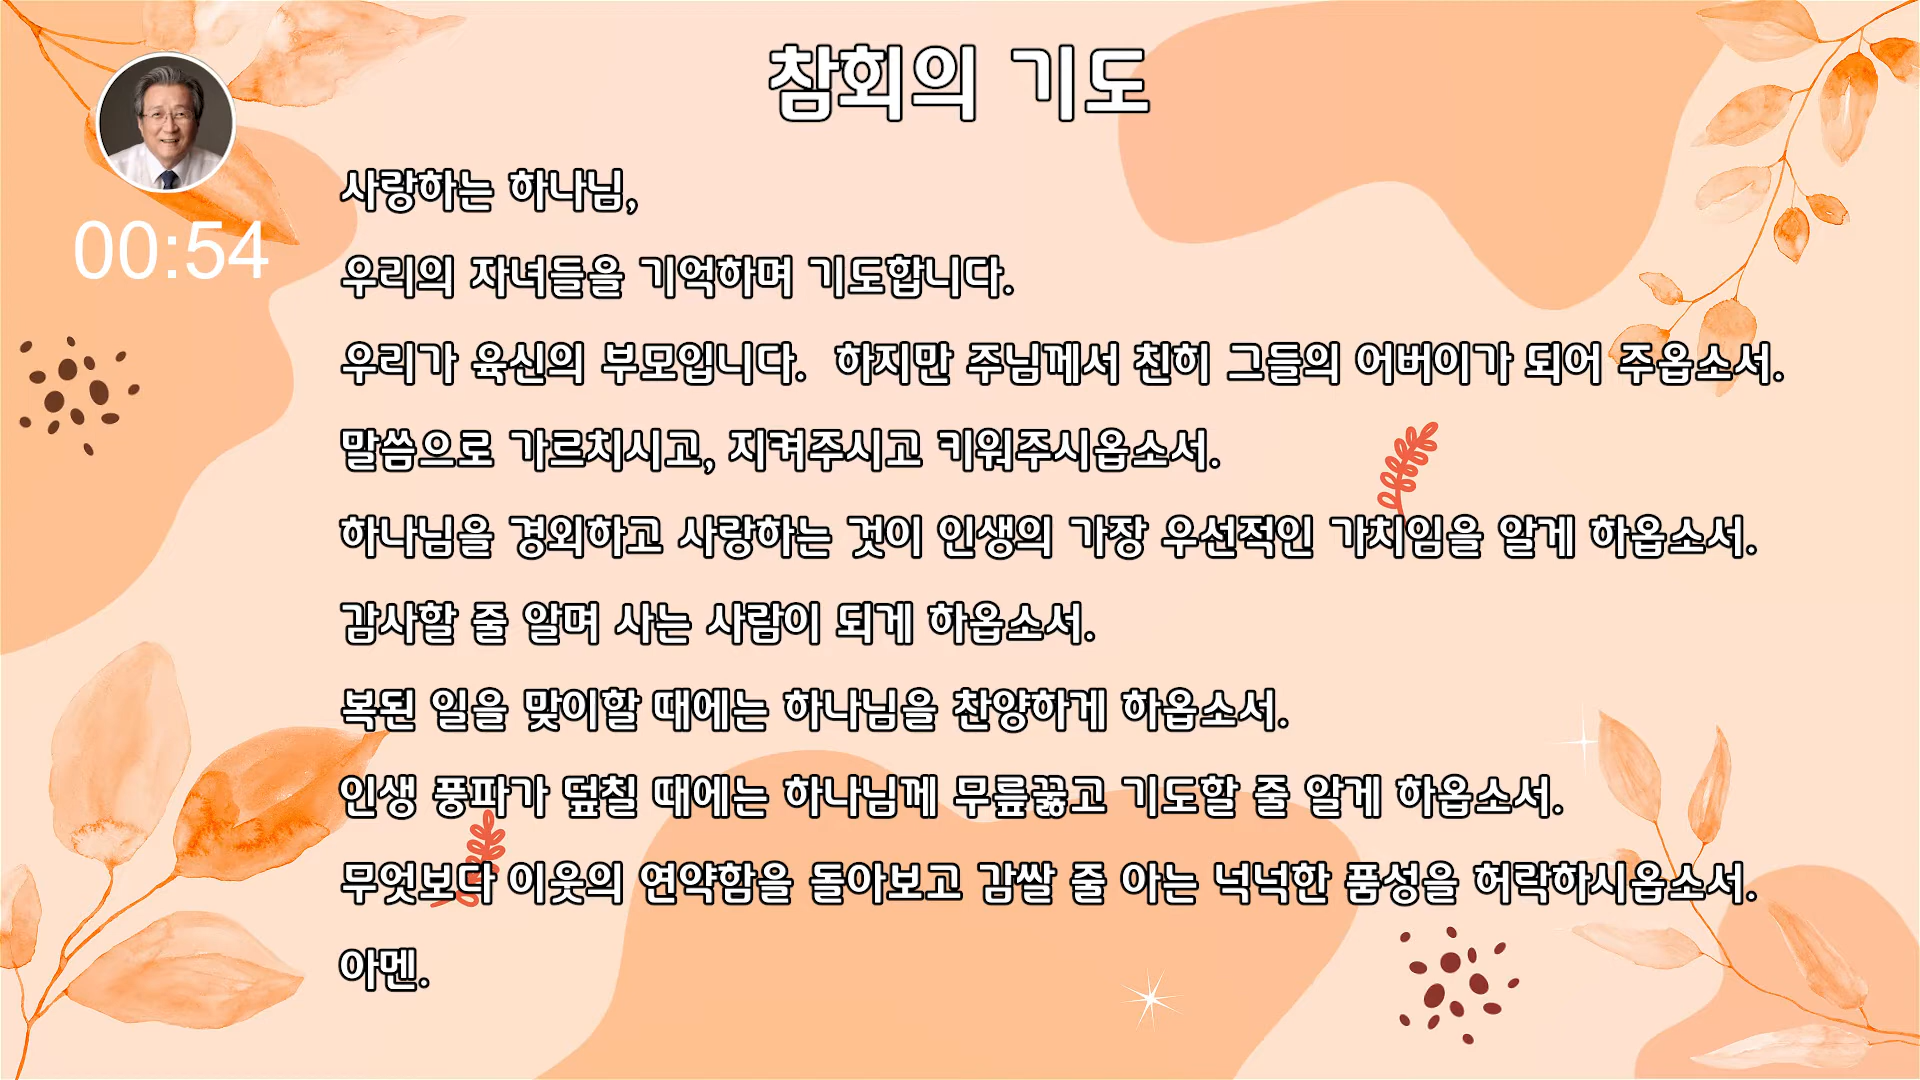 참회의 기도
00:54
사랑하는 하나님,
우리의 자녀들을 기억하며 기도합니다.
우리가 육신의 부모입니다. 하지만 주님께서 친히 그들의 어버이가 되어 주옵소서.
말씀으로 가르치시고, 지켜주시고 키워주시옵소서.
하나님을 경외하고 사랑하는 것이 인생의 가장 우선적인 가치임을 알게 하옵소서.
감사할 줄 알며 사는 사람이 되게 하옵소서.
복된 일을 맞이할 때에는 하나님을 찬양하게 하옵소서.
인생 풍파가 덮칠 때에는 하나님께 무릎꿇고 기도할 줄 알게 하옵소서.
무엇보다 이웃의 연약함을 돌아보고 감쌀 줄 아는 넉넉한 품성을 허락하시옵소서.
아멘.